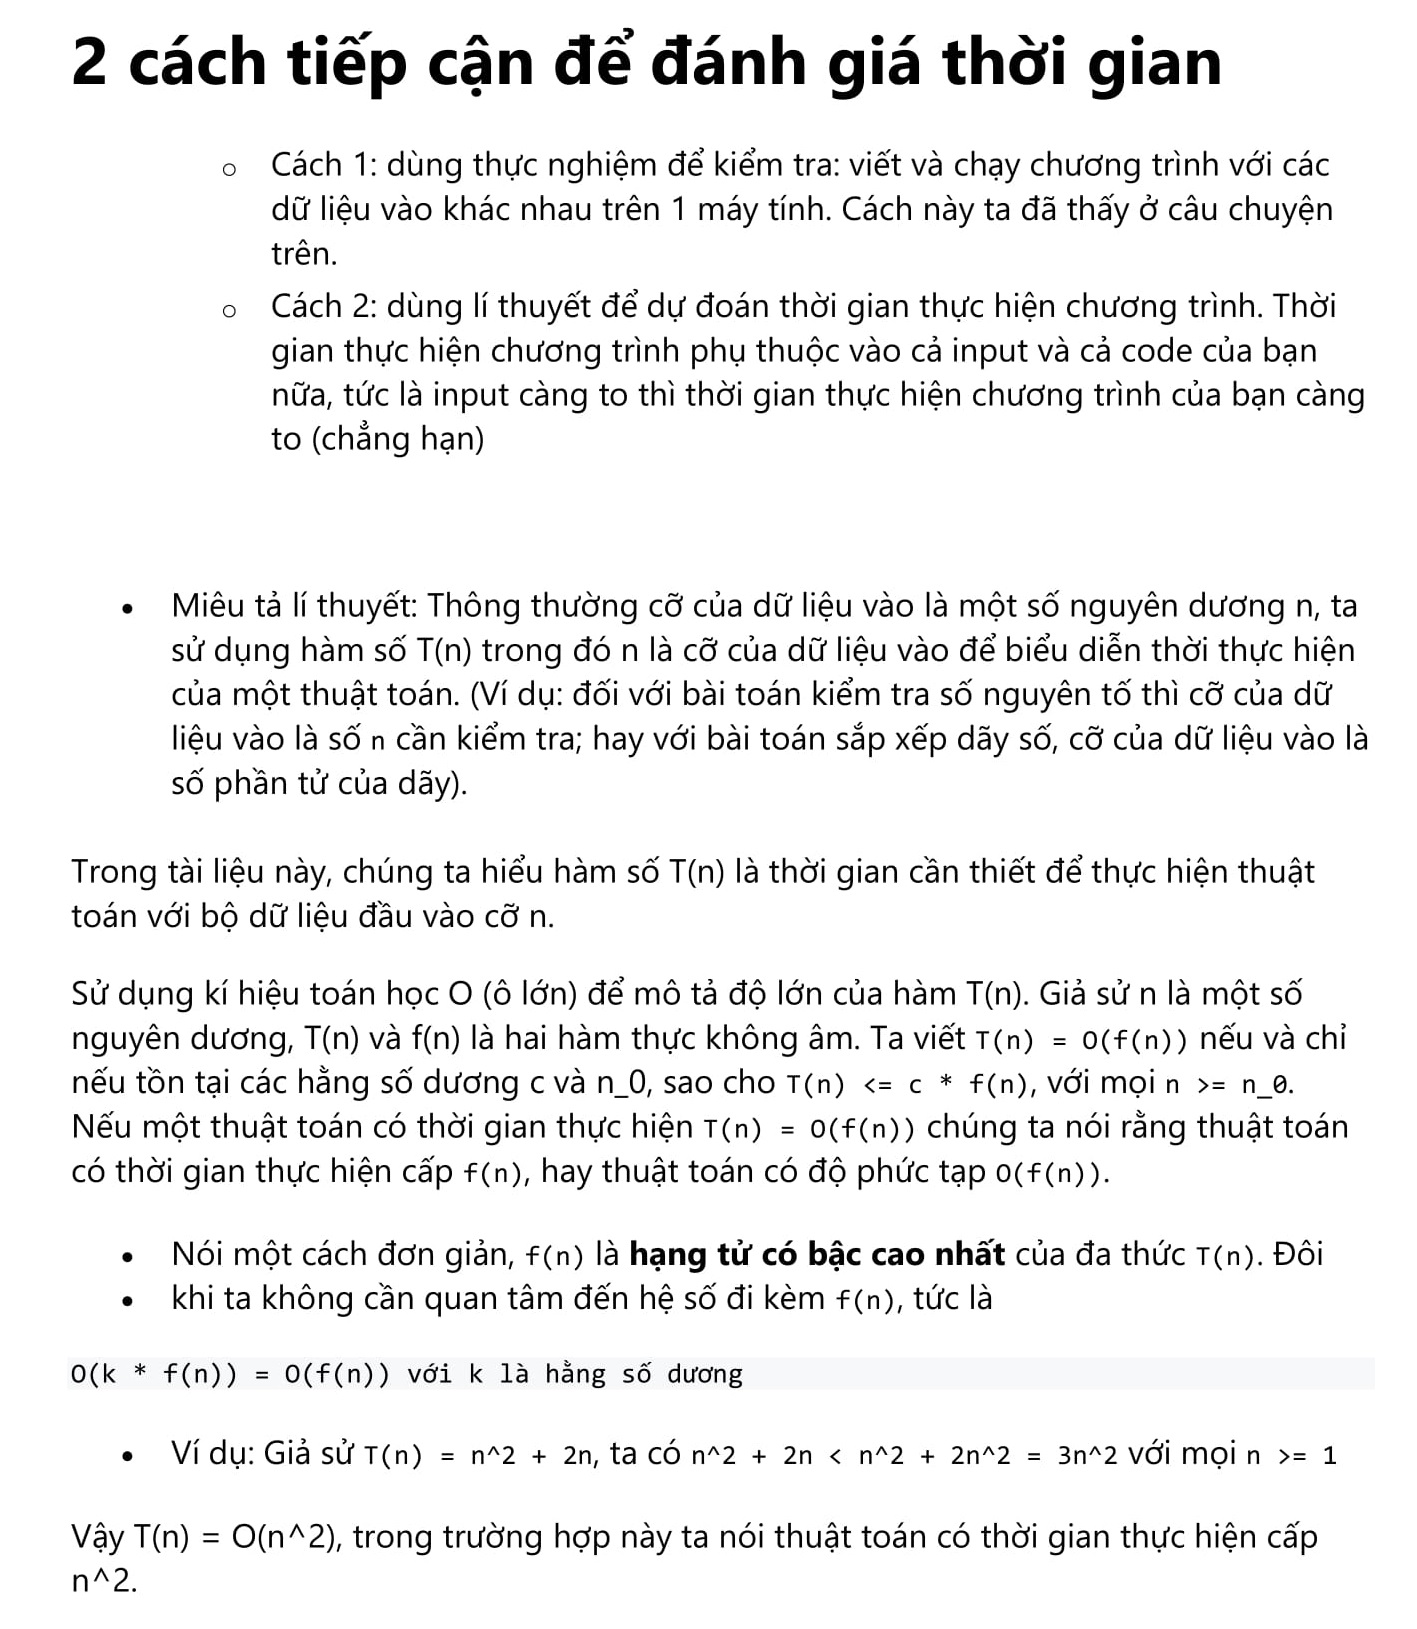 2 cách tiếp cận để đánh giá thời gian
o Cách 1: dùng thực nghiệm để kiểm tra: viết và chạy chương trình với các
dữ liệu vào khác nhau trên 1 máy tính. Cách này ta đã thấy ở câu chuyện
trên.
o Cách 2: dùng lí thuyết để dự đoán thời gian thực hiện chương trình. Thời
gian thực hiện chương trình phụ thuộc vào cả input và cả code của bạn
nữa, tức là input càng to thì thời gian thực hiện chương trình của bạn càng
to (chẳng hạn)
• Miêu tả lí thuyết: Thông thường cỡ của dữ liệu vào là một số nguyên dương n, ta
sử dụng hàm số T(n) trong đó n là cỡ của dữ liệu vào để biểu diễn thời thực hiện
của một thuật toán. (Ví dụ: đối với bài toán kiểm tra số nguyên tố thì cỡ của dữ
liệu vào là số n cần kiểm tra; hay với bài toán sắp xếp dãy số, cỡ của dữ liệu vào là
số phần tử của dãy).
Trong tài liệu này, chúng ta hiểu hàm số T(n) là thời gian cần thiết để thực hiện thuật
toán với bộ dữ liệu đầu vào cỡ n.
Sử dụng kí hiệu toán học O (ô lớn) để mô tả độ lớn của hàm T(n). Giả sử n là một số
nguyên dương, T(n) và f(n) là hai hàm thực không âm. Ta viết T(n) = O(f(n)) nếu và chỉ
nếu tồn tại các hằng số dương c và n_0, sao cho T(n) <= c * f(n), với mọi n >= n_0.
Nếu một thuật toán có thời gian thực hiện T(n) = O(f(n)) chúng ta nói rằng thuật toán
có thời gian thực hiện cấp f(n), hay thuật toán có độ phức tạp O(f(n)).
• Nói một cách đơn giản, f(n) là hạng tử có bậc cao nhất của đa thức T(n). Đôi
• khi ta không cần quan tâm đến hệ số đi kèm f(n), tức là
O(k * f(n)) = O(f(n)) với k là hằng số dương
• Ví dụ: Giả sử T(n) = n^2 + 2n, ta có n^2 + 2n < n^2 + 2n^2 = 3n^2 với mọi n >= 1
Vậy T(n) = O(n^2), trong trường hợp này ta nói thuật toán có thời gian thực hiện cấp
n^2.